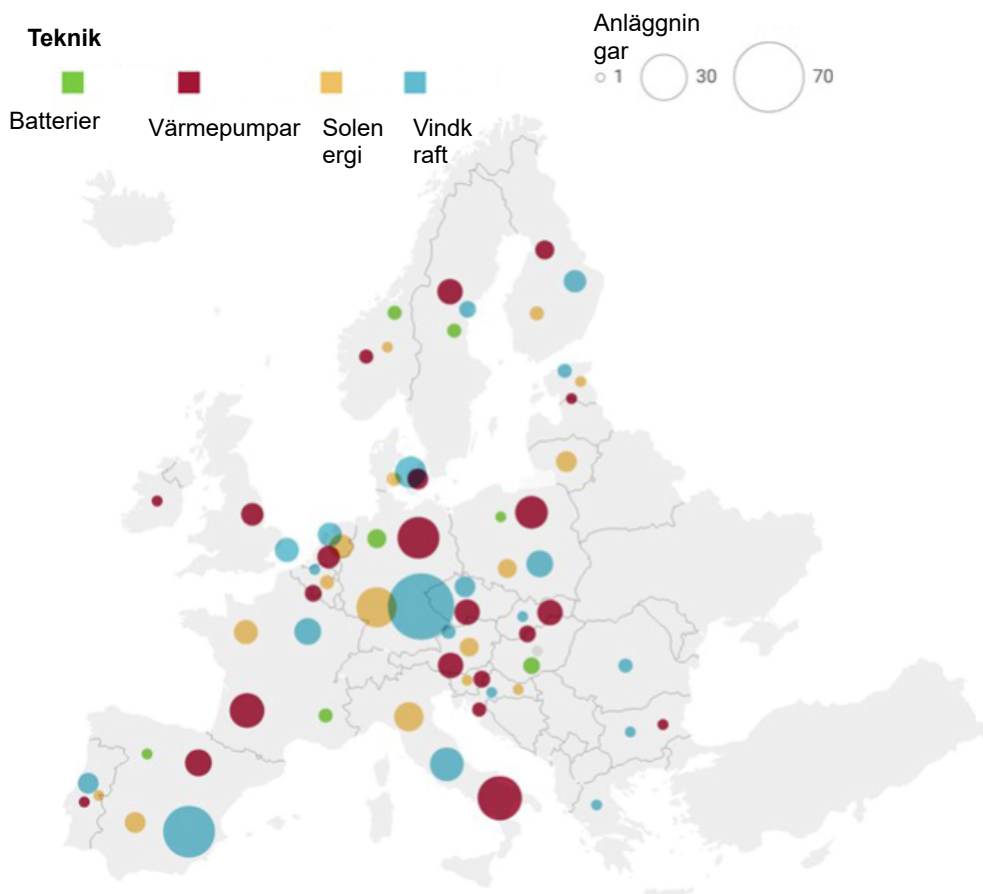 Teknik
Anläggnin
gar
1
30
70
Batterier
Värmepumpar
Solen
ergi
Vindk
raft